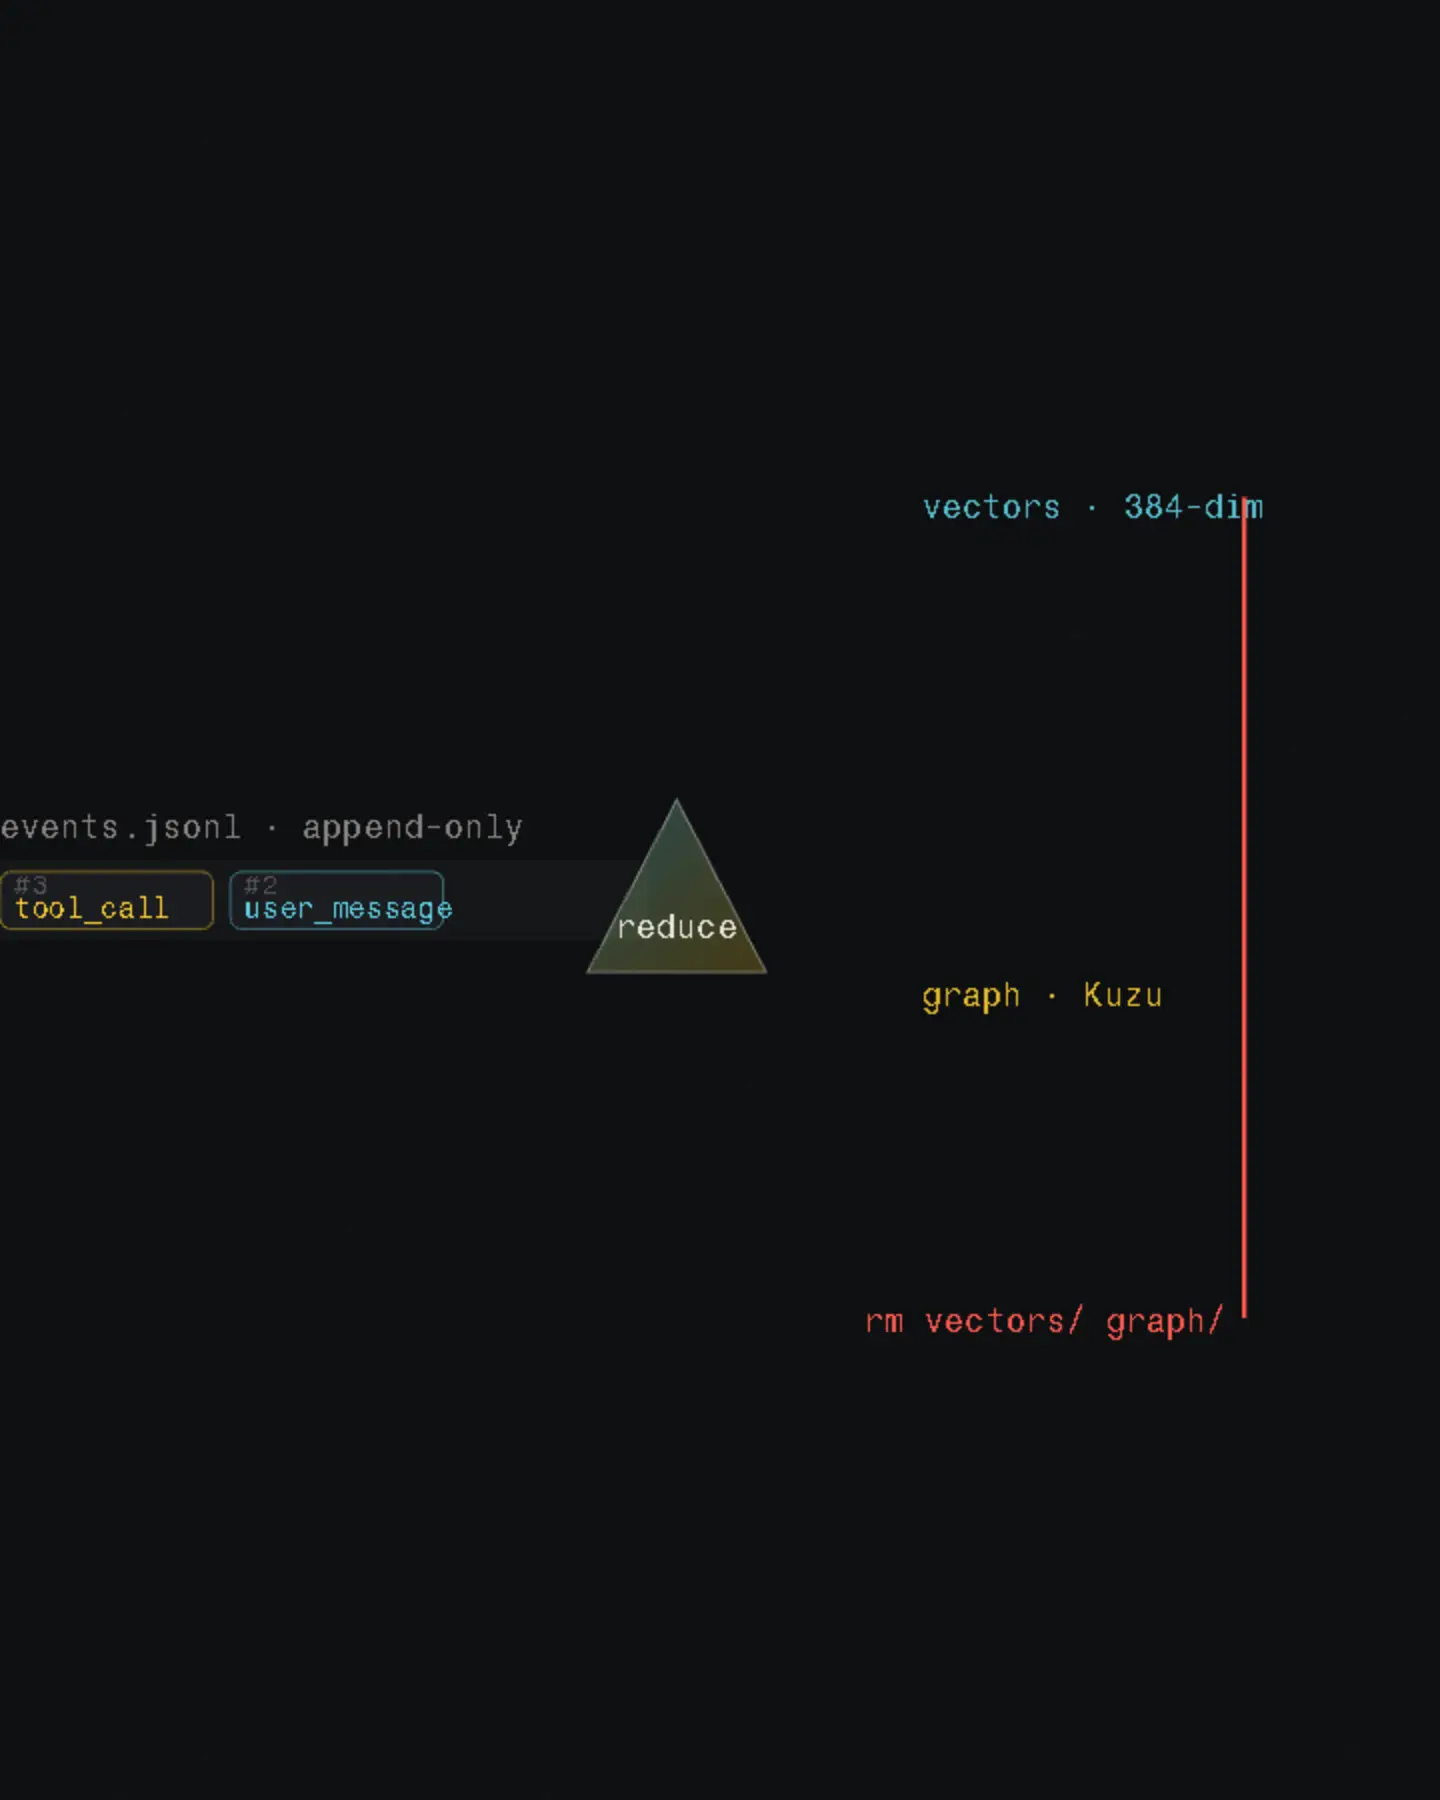 vectors · 384-dim
events.jsonl · append-only
#3
tool_call
#2
user_message
reduce
graph · Kuzu
rm vectors/ graph/